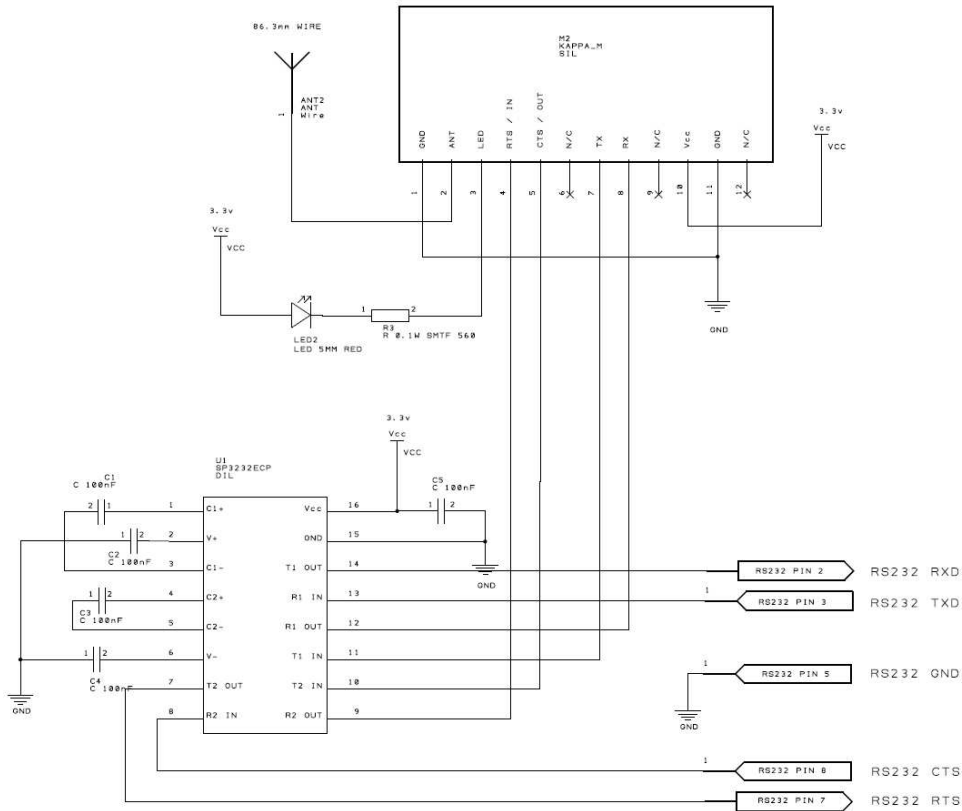 86.3mm WIRE
ANT2
ANT
Wire
1
M2
KAPPA_M
SIL
GND
ANT
LED
RTS / IN
CTS / OUT
N/C
TX
RX
N/C
Vcc
GND
N/C
1
2
3
4
5
6
7
8
9
10
11
12
3.3v
Vcc
VCC
3.3v
Vcc
VCC
GND
1
2
LED2
LED 5MM RED
R3
R 0.1W SMTF 560
3.3v
Vcc
VCC
U1
SP3232ECP
DIL
C1
C 100nF
2
1
1
C1+
Vcc
16
C5
C 100nF
1
2
2
V+
GND
15
1
2
C2
C 100nF
3
C1-
T1 OUT
14
GND
RS232 PIN 2
RS232 RXD
4
C2+
R1 IN
13
1
RS232 PIN 3
RS232 TXD
1
2
C3
C 100nF
5
C2-
R1 OUT
12
6
V-
T1 IN
11
1
2
C4
C 100nF
7
T2 OUT
T2 IN
10
1
RS232 PIN 5
RS232 GND
GND
8
R2 IN
R2 OUT
9
GND
1
RS232 PIN 8
RS232 CTS
RS232 PIN 7
RS232 RTS